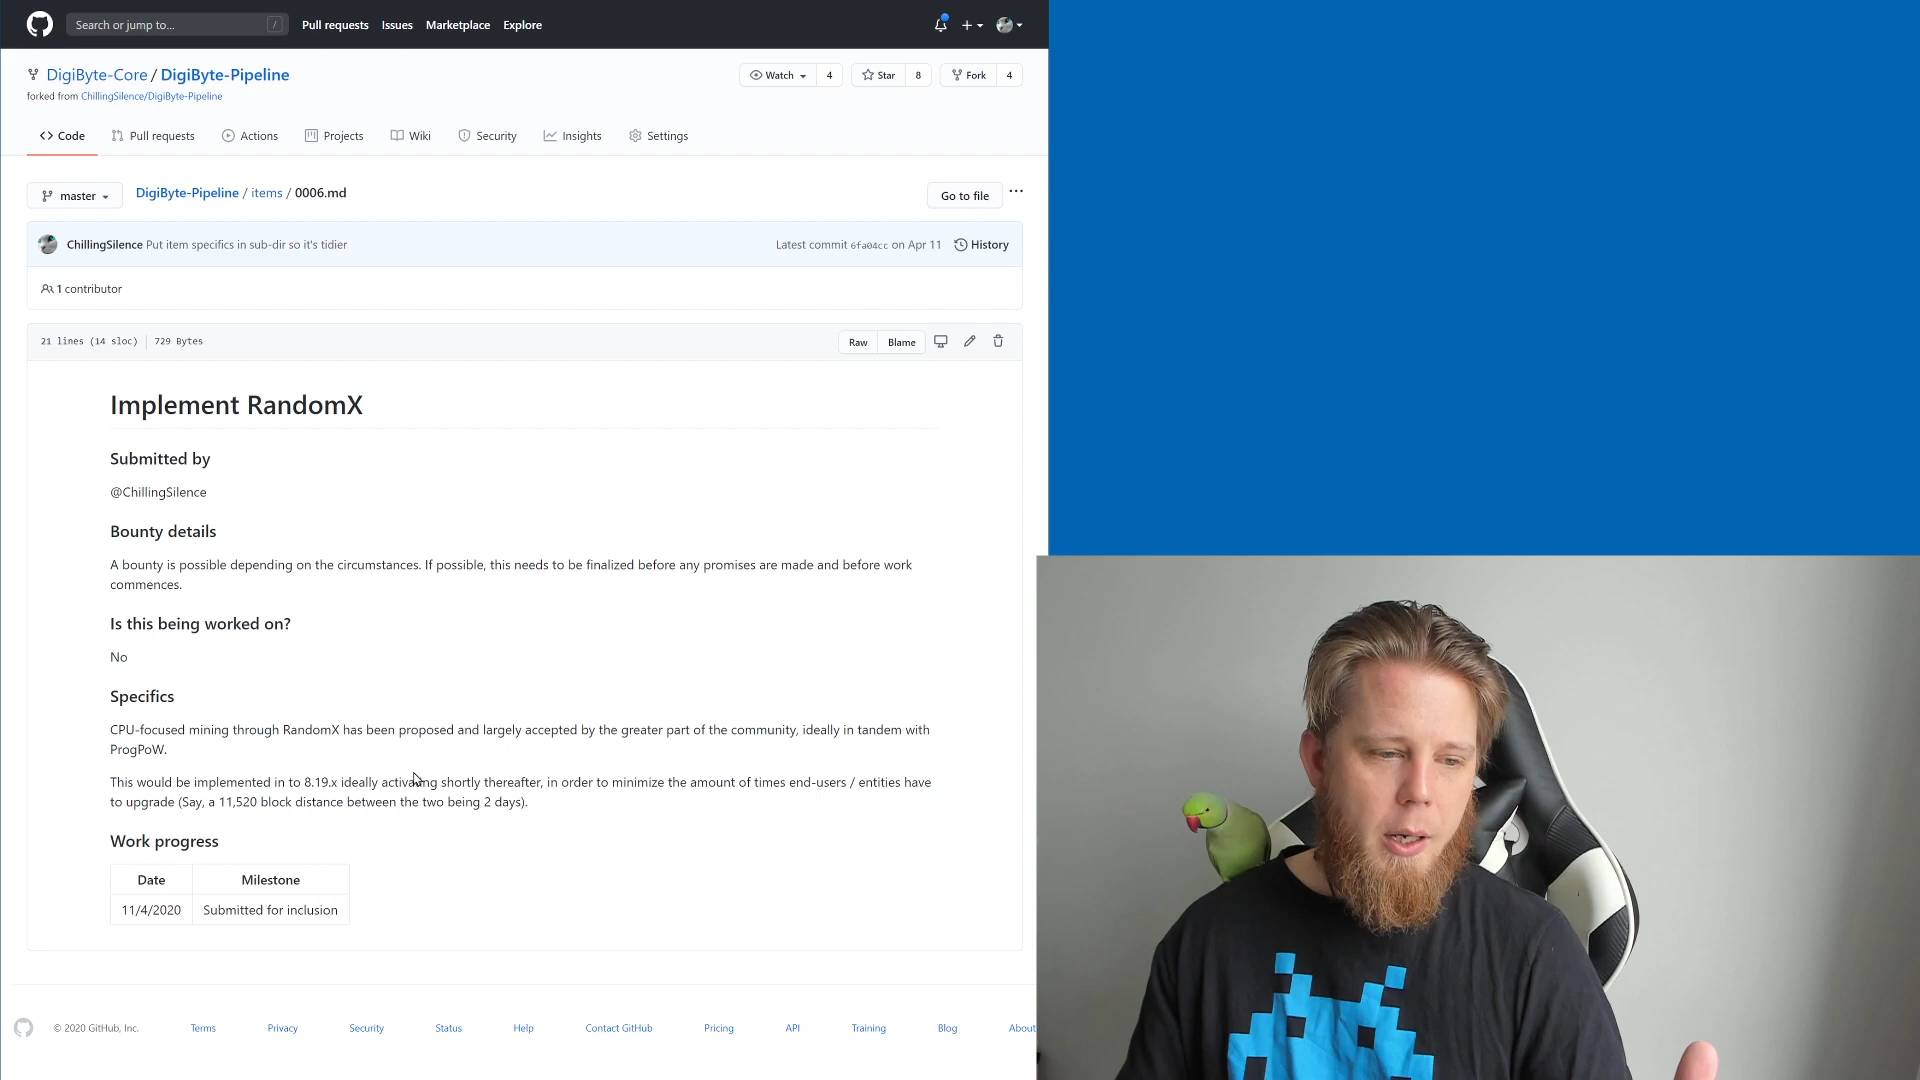 Search or jump to... /
Pull requests Issues Marketplace Explore
DigiByte-Core / DigiByte-Pipeline
Watch 4 Star 8 Fork 4
forked from ChillingSilence/DigiByte-Pipeline
Code Pull requests Actions Projects Wiki Security Insights Settings
master DigiByte-Pipeline / items / 0006.md Go to file
ChillingSilence Put item specifics in sub-dir so it's tidier Latest commit 6fa04cc on Apr 11 History
1 contributor
21 lines (14 sloc) 729 Bytes Raw Blame
Implement RandomX
Submitted by
@ChillingSilence
Bounty details
A bounty is possible depending on the circumstances. If possible, this needs to be finalized before any promises are made and before work
commences.
Is this being worked on?
No
Specifics
CPU-focused mining through RandomX has been proposed and largely accepted by the greater part of the community, ideally in tandem with
ProgPoW.
This would be implemented in to 8.19.x ideally activating shortly thereafter, in order to minimize the amount of times end-users / entities have
to upgrade (Say, a 11,520 block distance between the two being 2 days).
Work progress
Date Milestone
11/4/2020 Submitted for inclusion
© 2020 GitHub, Inc. Terms Privacy Security Status Help Contact GitHub Pricing API Training Blog About